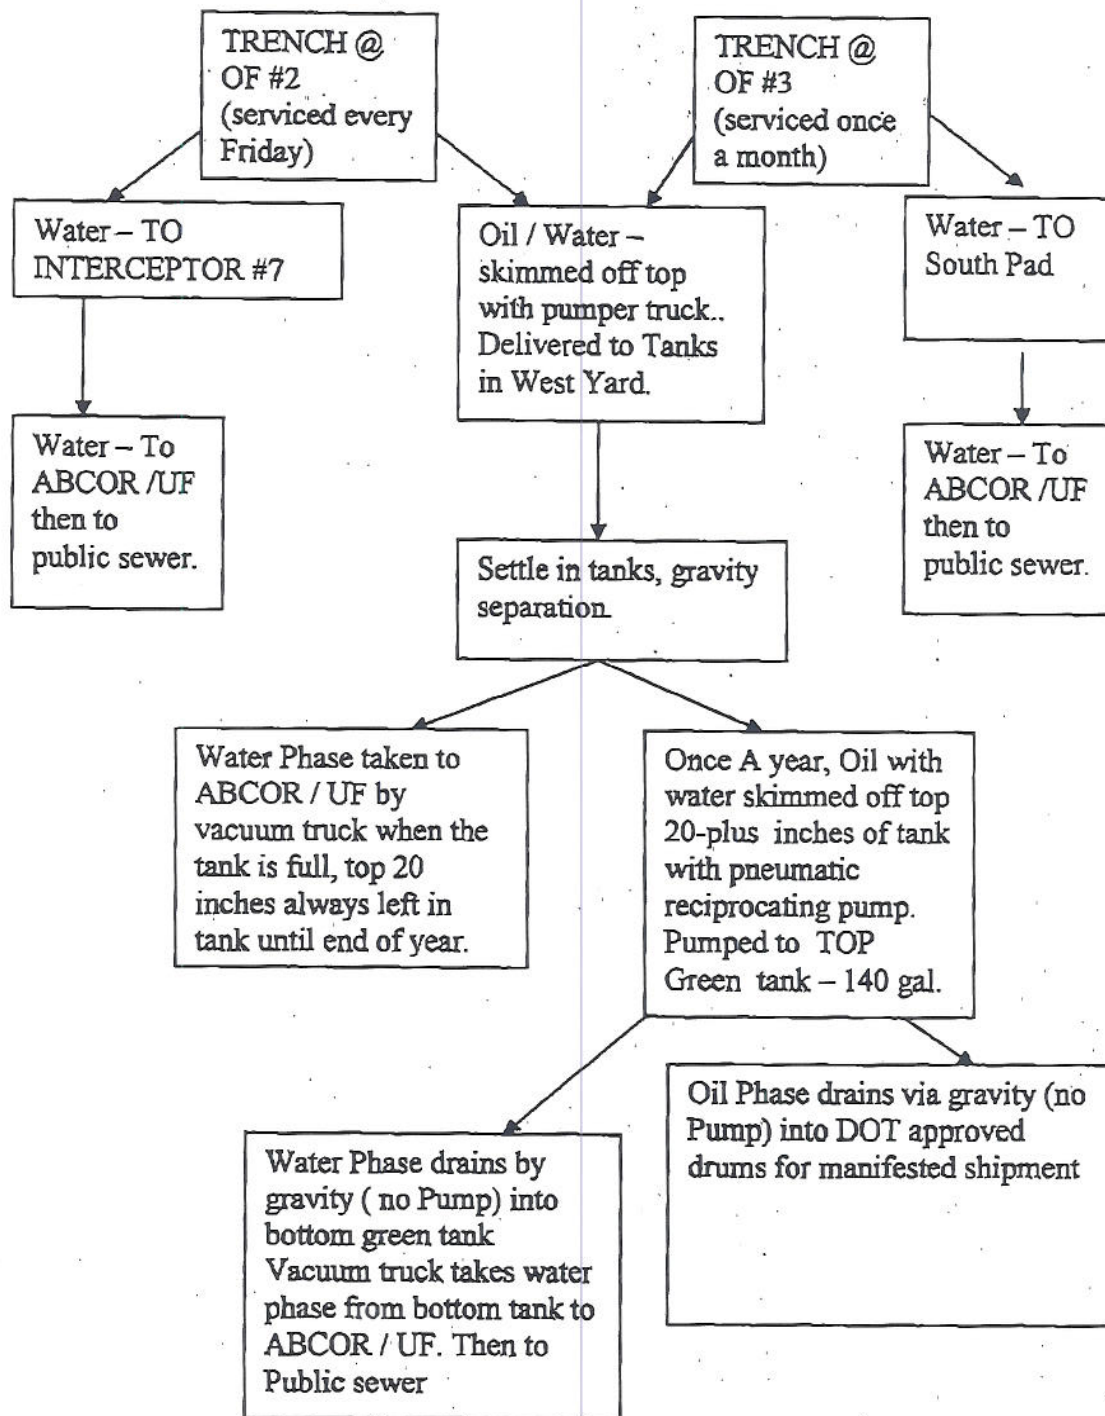 TRENCH @
OF #2
(serviced every
Friday)
TRENCH @
OF #3
(serviced once
a month)
Water – TO
INTERCEPTOR #7
Oil / Water –
skimmed off top
with pumper truck..
Delivered to Tanks
in West Yard.
Water – TO
South Pad
Water – To
ABCOR /UF
then to
public sewer.
Water – To
ABCOR /UF
then to
public sewer.
Settle in tanks, gravity
separation.
Water Phase taken to
ABCOR / UF by
vacuum truck when the
tank is full, top 20
inches always left in
tank until end of year.
Once A year, Oil with
water skimmed off top
20-plus inches of tank
with pneumatic
reciprocating pump.
Pumped to TOP
Green tank – 140 gal.
Water Phase drains by
gravity ( no Pump) into
bottom green tank
Vacuum truck takes water
phase from bottom tank to
ABCOR / UF. Then to
Public sewer
Oil Phase drains via gravity (no
Pump) into DOT approved
drums for manifested shipment